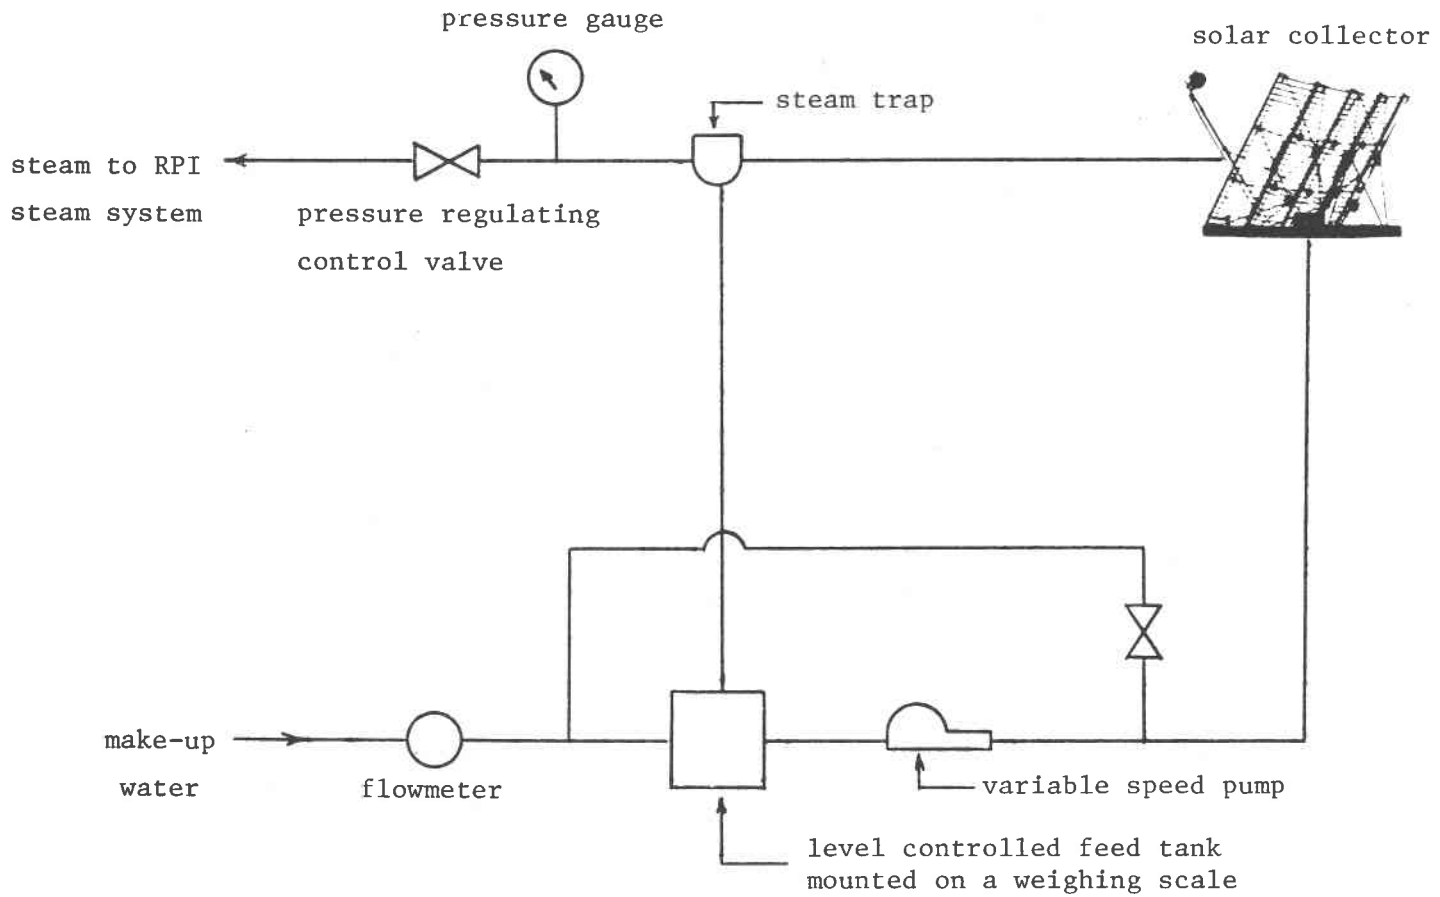 pressure gauge
solar collector
steam trap
steam to RPI
steam system
pressure regulating
control valve
make-up
water
flowmeter
variable speed pump
level controlled feed tank
mounted on a weighing scale